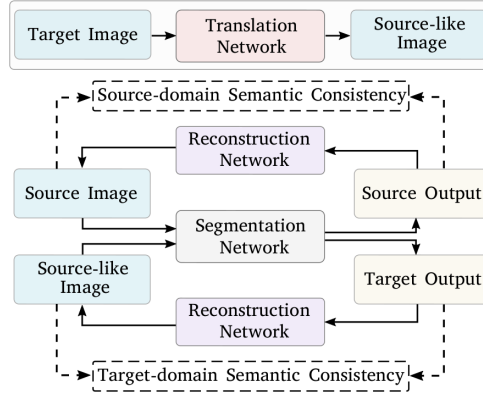 Target Image
Translation
Network
Source-like
Image
Source-domain Semantic Consistency
Reconstruction
Network
Source Image
Source Output
Segmentation
Network
Source-like
Image
Target Output
Reconstruction
Network
Target-domain Semantic Consistency